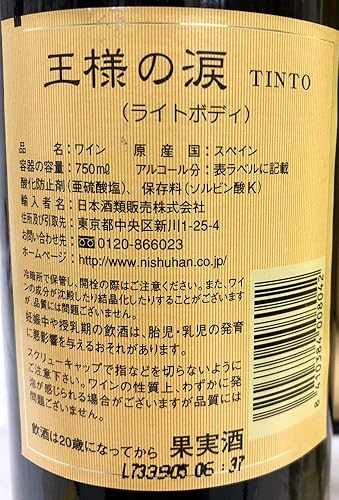 王様の涙 TINTO
(ライトボディ)
品名:ワイン 原産国:スペイン
容器の容量:750ml アルコール分:表ラベルに記載
酸化防止剤(亜硫酸塩)、保存料(ソルビン酸K)
輸入者:日本酒類販売株式会社
住所及び引取先:東京都中央区新川1-25-4
お問い合わせ先:0120-866023
ホームページ:http://www.nishuhan.co.jp/
冷暗所で保管し、開栓の際はご注意ください。また、ワイ
ンの成分が沈殿したり結晶化したりすることがございま
すが、品質には問題ございません。
妊娠中や授乳期の飲酒は、胎児・乳児の発育
に悪影響を与えるおそれがあります。
スクリューキャップで指などを切らないように
ご注意下さい。ワインの性質上、わずかに発
泡が感じられる場合がございますが品質には
問題ございません。
飲酒は20歳になってから 果実酒
L733905 06:37
8 410384 006042